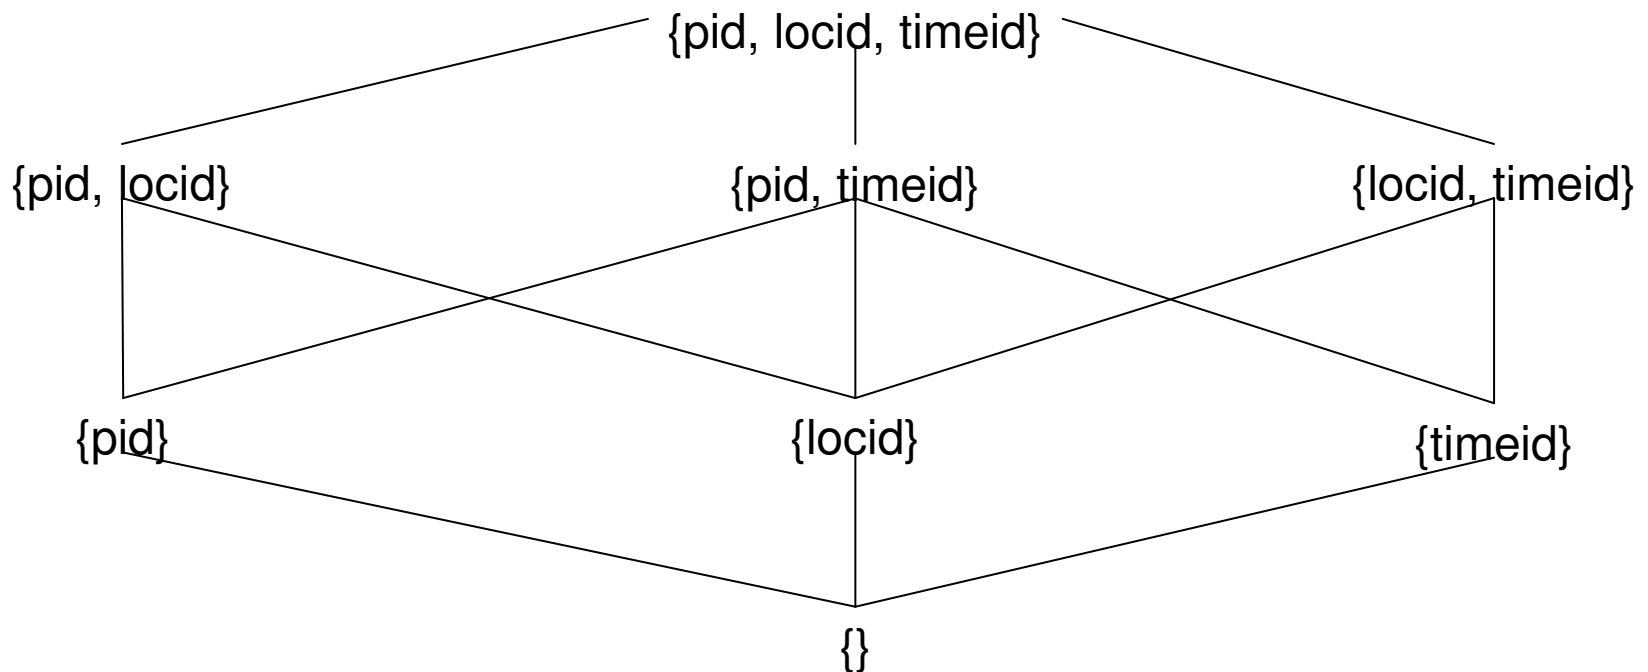 {pid, locid, timeid}
{pid, locid}
{pid, timeid}
{locid, timeid}
{pid}
{locid}
{timeid}
{}